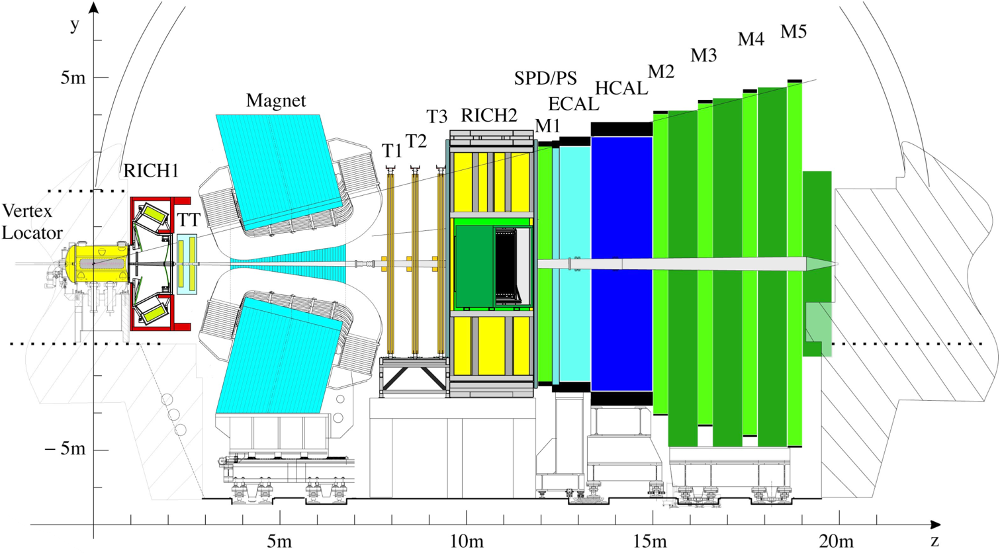 y
5m
Magnet
SPD/PS
ECAL
HCAL
M2
M3
M4
M5
T3
RICH2
M1
T1
T2
RICH1
TT
Vertex
Locator
– 5m
5m
10m
15m
20m
z